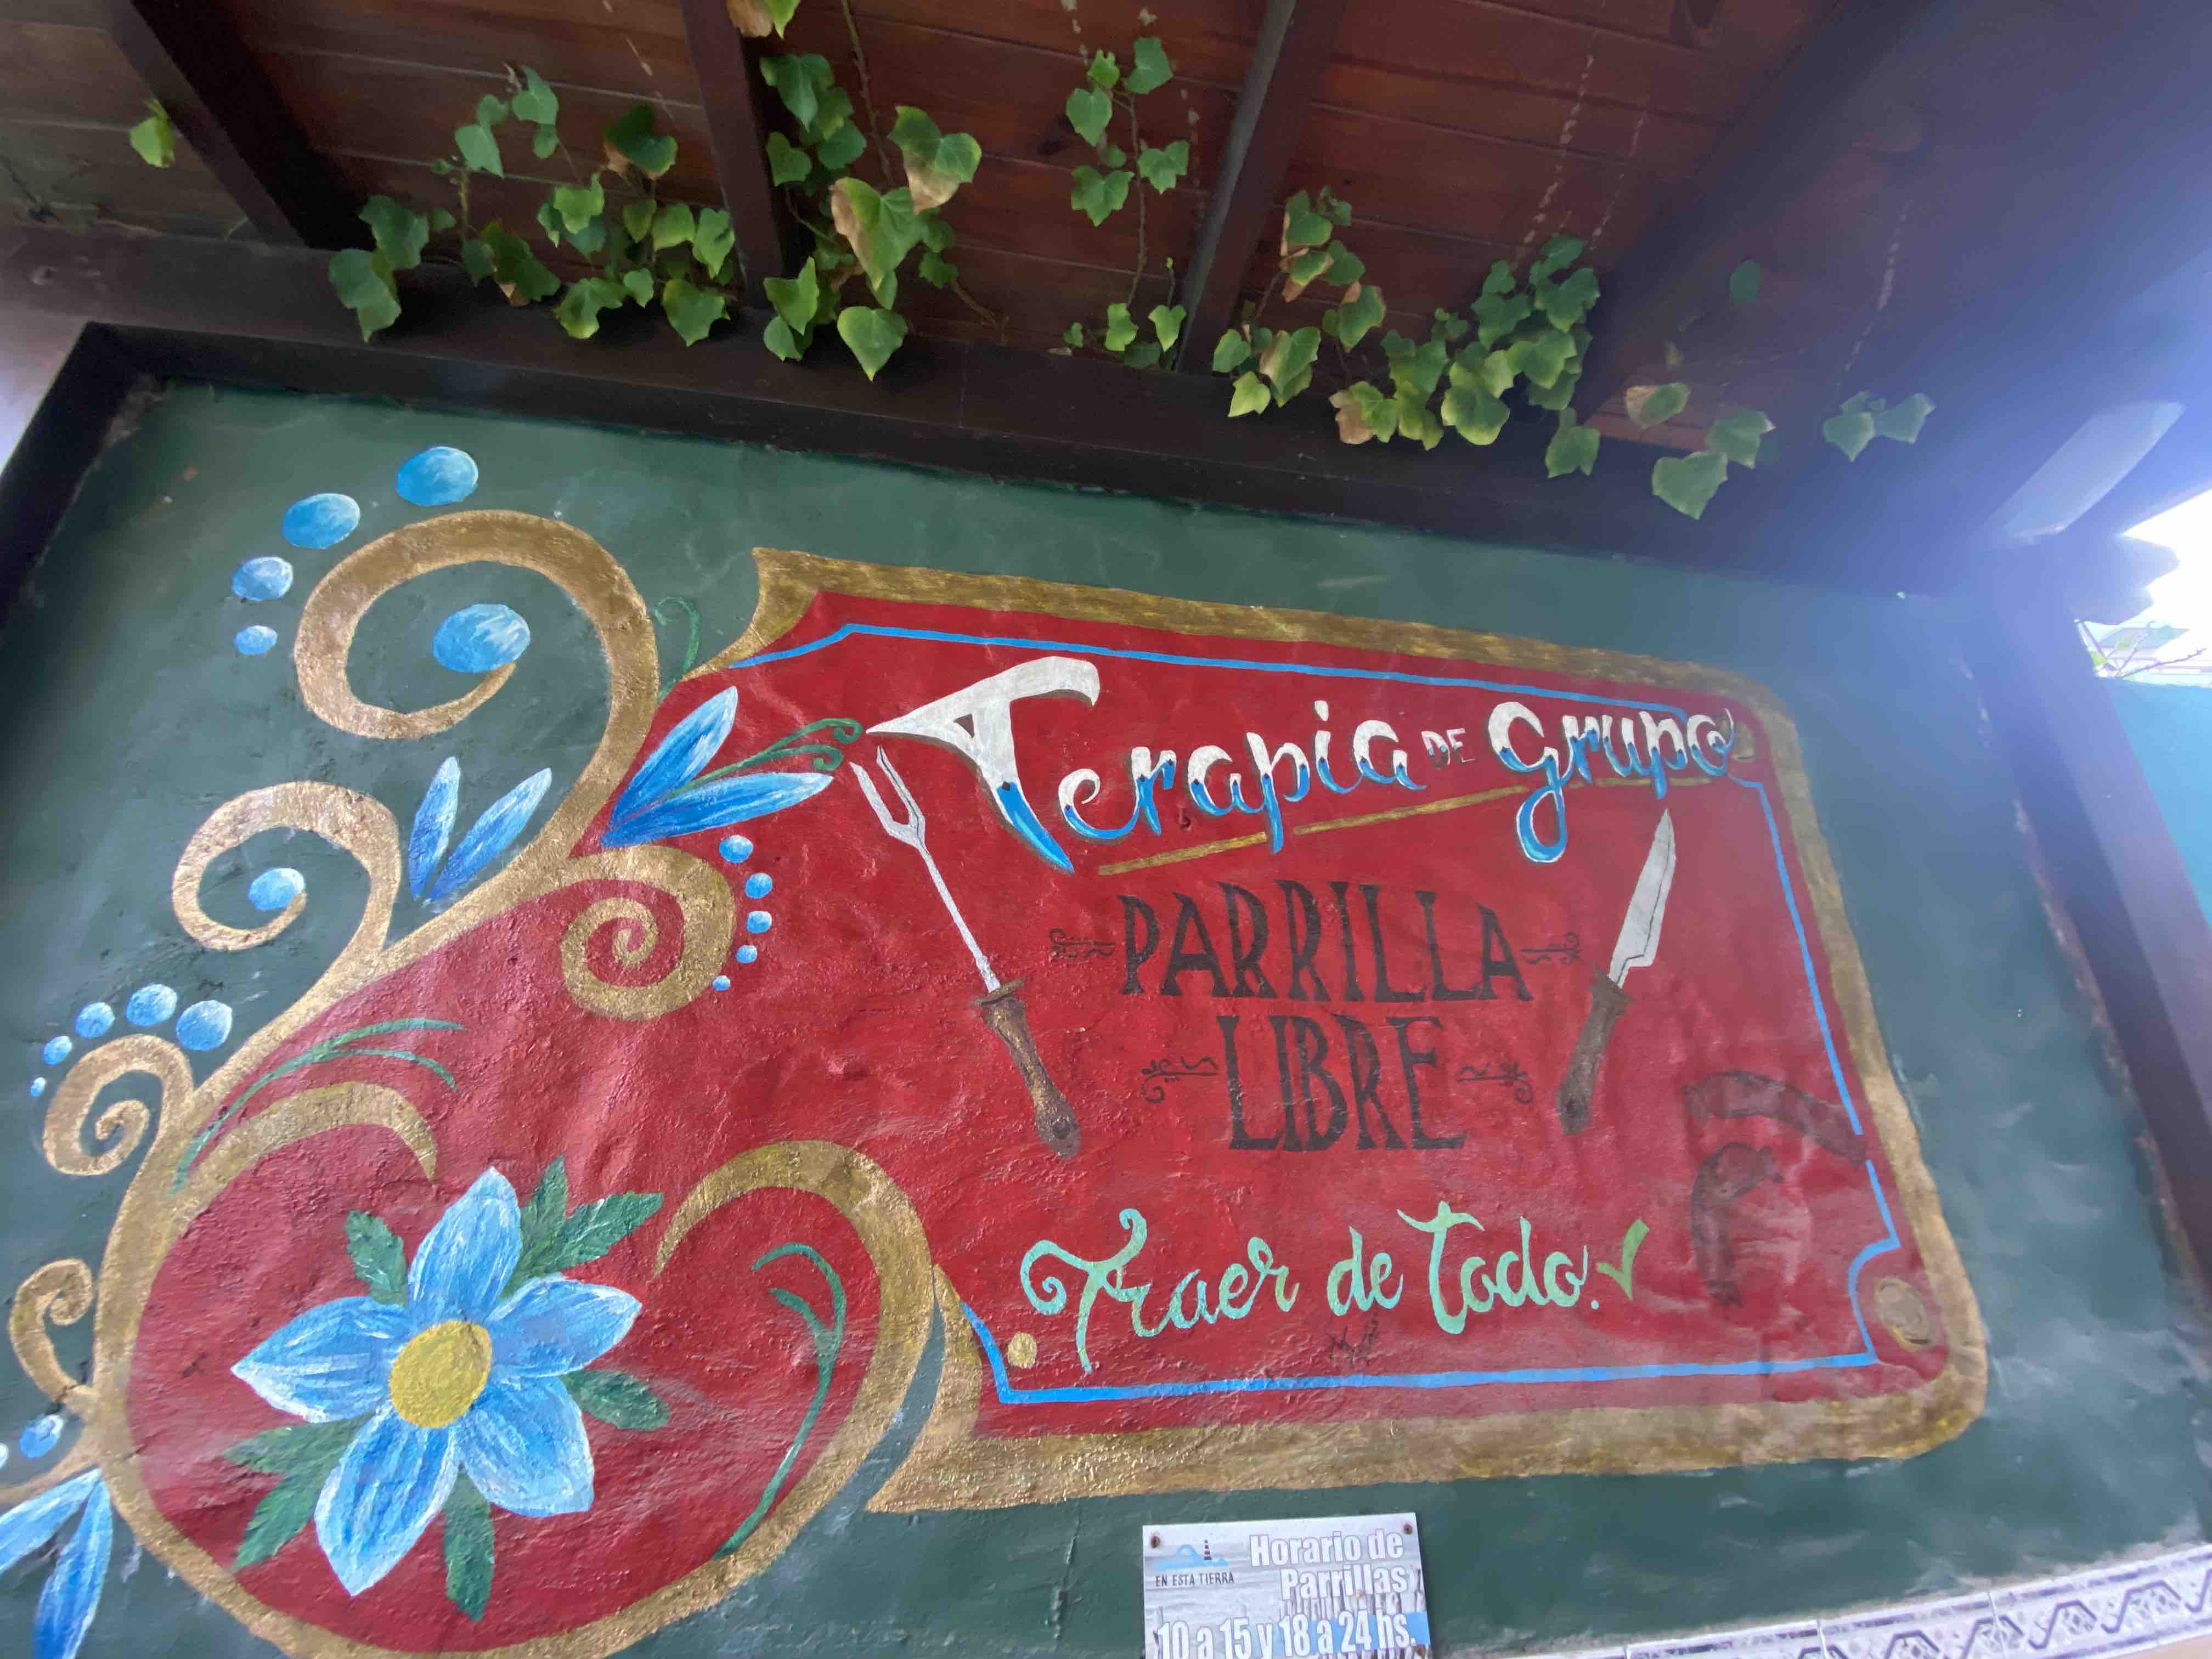 Terapia DE Grupo
PARRILLA
LIBRE
Traer de Todo.
EN ESTA TIERRA
Horario de
Parrillas
10 a 15 y 18 a 24 hs.